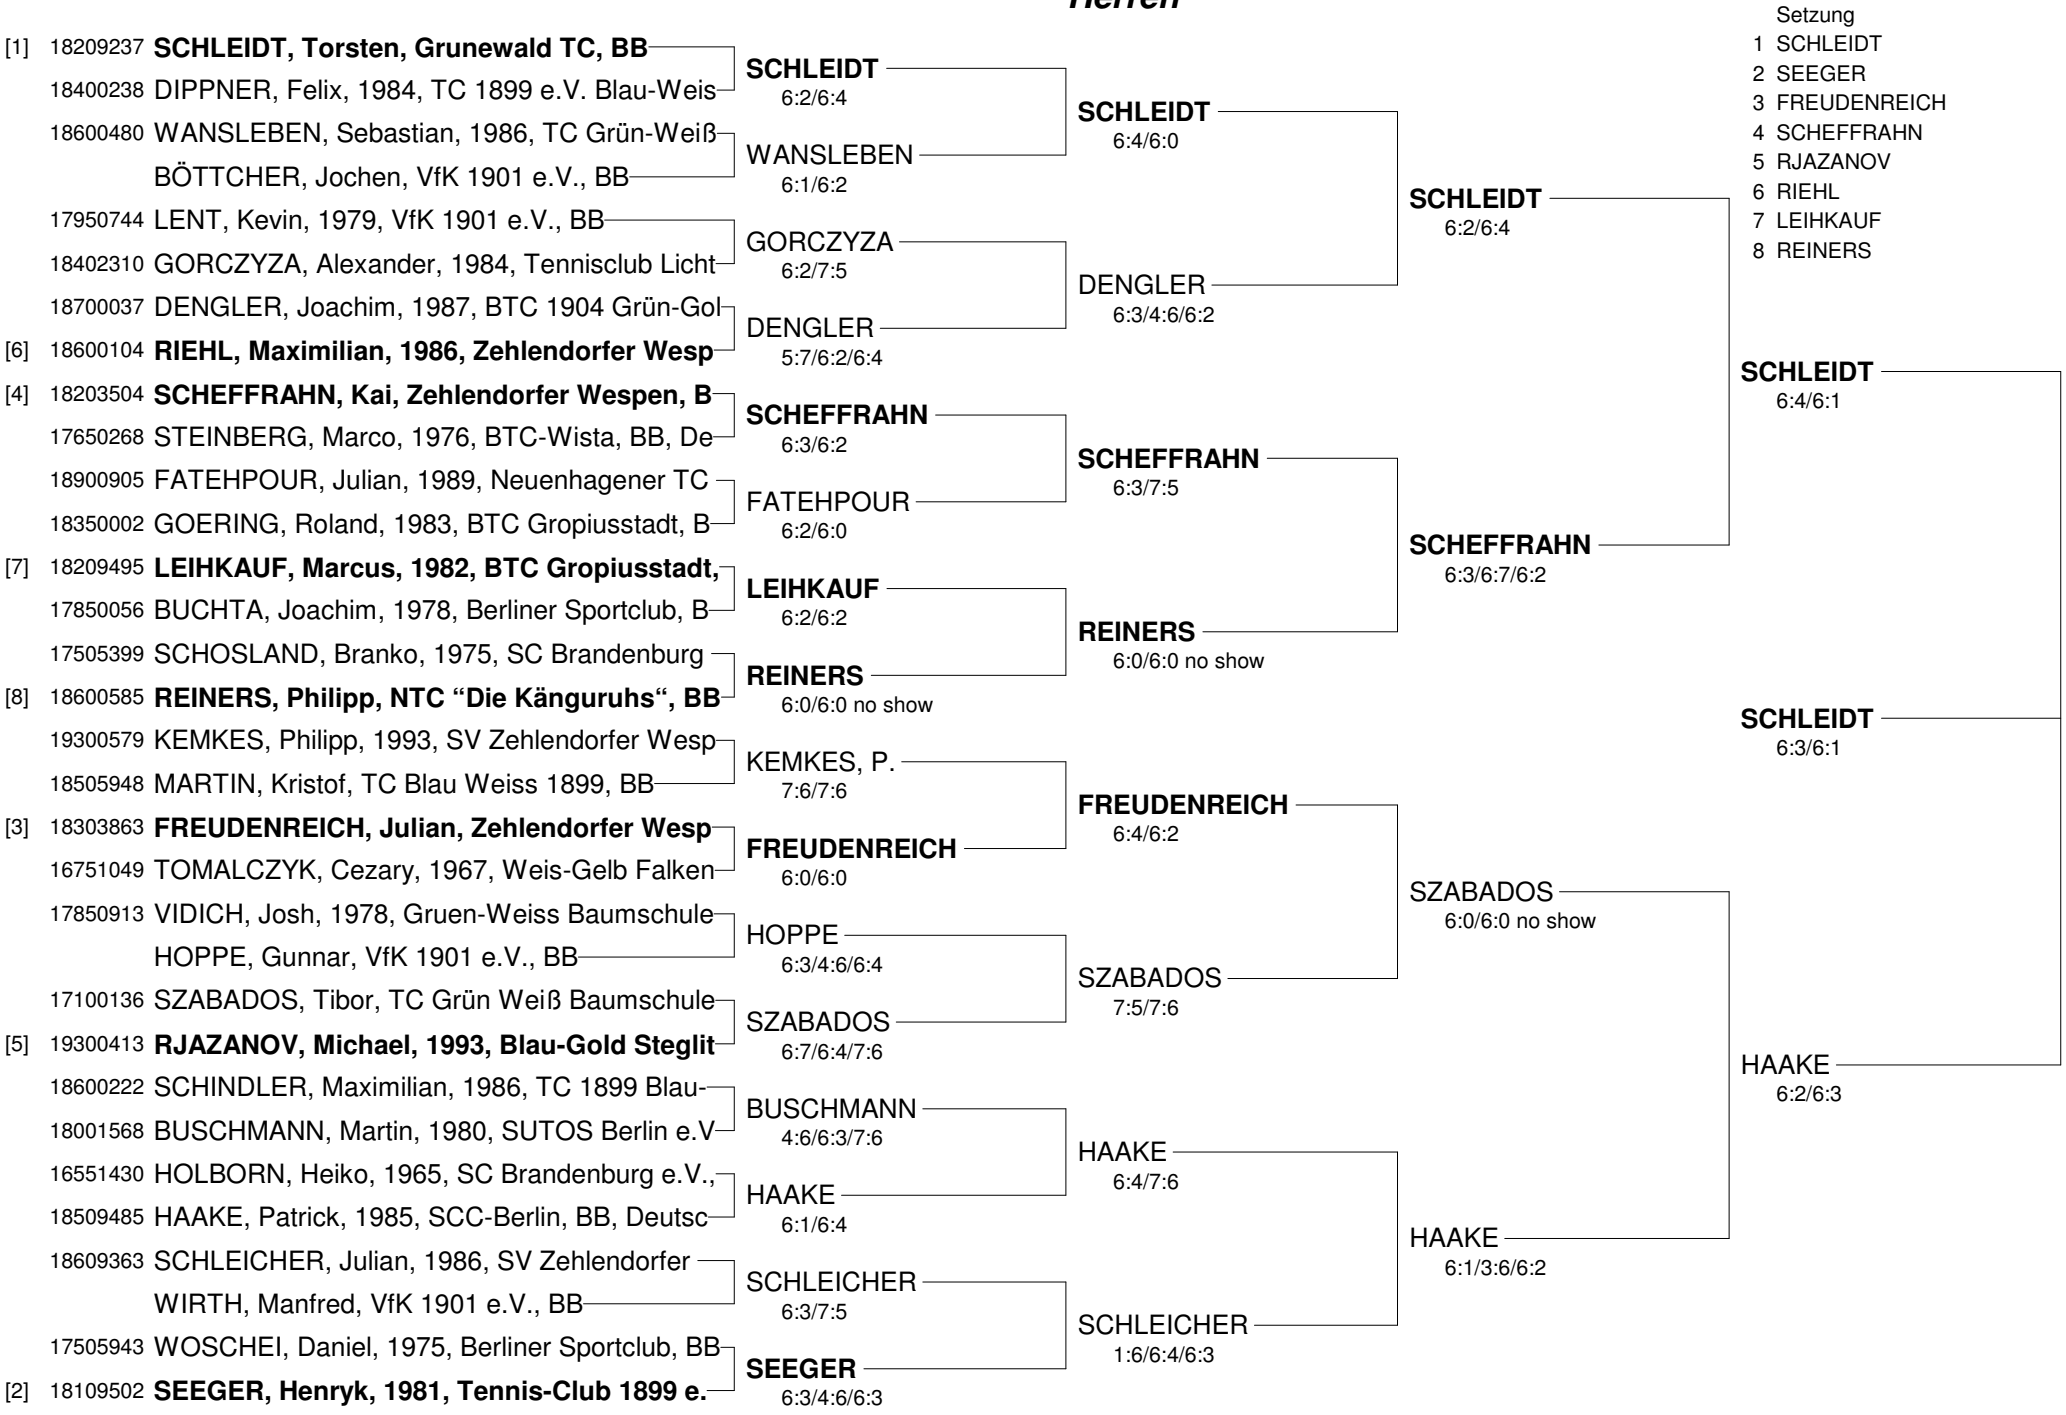 Herren
[1] 18209237 SCHLEIDT, Torsten, Grunewald TC, BB
18400238 DIPPNER, Felix, 1984, TC 1899 e.V. Blau-Weis
18600480 WANSLEBEN, Sebastian, 1986, TC Grün-Weiß
BÖTTCHER, Jochen, VfK 1901 e.V., BB
17950744 LENT, Kevin, 1979, VfK 1901 e.V., BB
18402310 GORCZYZA, Alexander, 1984, Tennisclub Licht
18700037 DENGLER, Joachim, 1987, BTC 1904 Grün-Gol
[6] 18600104 RIEHL, Maximilian, 1986, Zehlendorfer Wesp
[4] 18203504 SCHEFFRAHN, Kai, Zehlendorfer Wespen, B
17650268 STEINBERG, Marco, 1976, BTC-Wista, BB, De
18900905 FATEHPOUR, Julian, 1989, Neuenhagener TC
18350002 GOERING, Roland, 1983, BTC Gropiusstadt, B
[7] 18209495 LEIHKAUF, Marcus, 1982, BTC Gropiusstadt,
17850056 BUCHTA, Joachim, 1978, Berliner Sportclub, B
17505399 SCHOSLAND, Branko, 1975, SC Brandenburg
[8] 18600585 REINERS, Philipp, NTC “Die Känguruhs“, BB
19300579 KEMKES, Philipp, 1993, SV Zehlendorfer Wesp
18505948 MARTIN, Kristof, TC Blau Weiss 1899, BB
[3] 18303863 FREUDENREICH, Julian, Zehlendorfer Wesp
16751049 TOMALCZYK, Cezary, 1967, Weis-Gelb Falken
17850913 VIDICH, Josh, 1978, Gruen-Weiss Baumschule
HOPPE, Gunnar, VfK 1901 e.V., BB
17100136 SZABADOS, Tibor, TC Grün Weiß Baumschule
[5] 19300413 RJAZANOV, Michael, 1993, Blau-Gold Steglit
18600222 SCHINDLER, Maximilian, 1986, TC 1899 Blau-
18001568 BUSCHMANN, Martin, 1980, SUTOS Berlin e.V
16551430 HOLBORN, Heiko, 1965, SC Brandenburg e.V.,
18509485 HAAKE, Patrick, 1985, SCC-Berlin, BB, Deutsc
18609363 SCHLEICHER, Julian, 1986, SV Zehlendorfer
WIRTH, Manfred, VfK 1901 e.V., BB
17505943 WOSCHEI, Daniel, 1975, Berliner Sportclub, BB
[2] 18109502 SEEGER, Henryk, 1981, Tennis-Club 1899 e.
SCHLEIDT
6:2/6:4
WANSLEBEN
6:1/6:2
GORCZYZA
6:2/7:5
DENGLER
5:7/6:2/6:4
SCHEFFRAHN
6:3/6:2
FATEHPOUR
6:2/6:0
LEIHKAUF
6:2/6:2
REINERS
6:0/6:0 no show
KEMKES, P.
7:6/7:6
FREUDENREICH
6:0/6:0
HOPPE
6:3/4:6/6:4
SZABADOS
6:7/6:4/7:6
BUSCHMANN
4:6/6:3/7:6
HAAKE
6:1/6:4
SCHLEICHER
6:3/7:5
SEEGER
6:3/4:6/6:3
SCHLEIDT
6:4/6:0
DENGLER
6:3/4:6/6:2
SCHEFFRAHN
6:3/7:5
REINERS
6:0/6:0 no show
FREUDENREICH
6:4/6:2
SZABADOS
7:5/7:6
HAAKE
6:4/7:6
SCHLEICHER
1:6/6:4/6:3
SCHLEIDT
6:2/6:4
SCHEFFRAHN
6:3/6:7/6:2
SZABADOS
6:0/6:0 no show
HAAKE
6:1/3:6/6:2
Setzung
1 SCHLEIDT
2 SEEGER
3 FREUDENREICH
4 SCHEFFRAHN
5 RJAZANOV
6 RIEHL
7 LEIHKAUF
8 REINERS
SCHLEIDT
6:4/6:1
SCHLEIDT
6:3/6:1
HAAKE
6:2/6:3